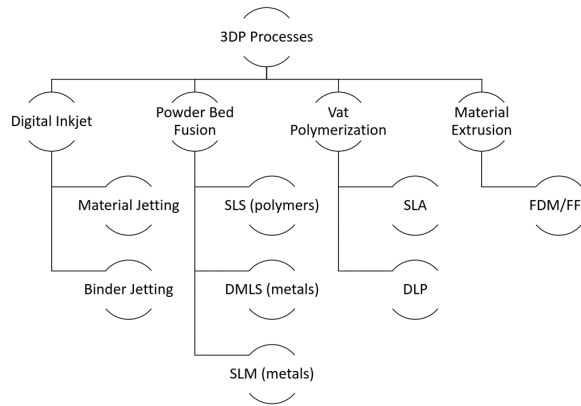 3DP Processes
Digital Inkjet
Powder Bed
Fusion
Vat
Polymerization
Material
Extrusion
Material Jetting
SLS (polymers)
SLA
FDM/FF
Binder Jetting
DMLS (metals)
DLP
SLM (metals)